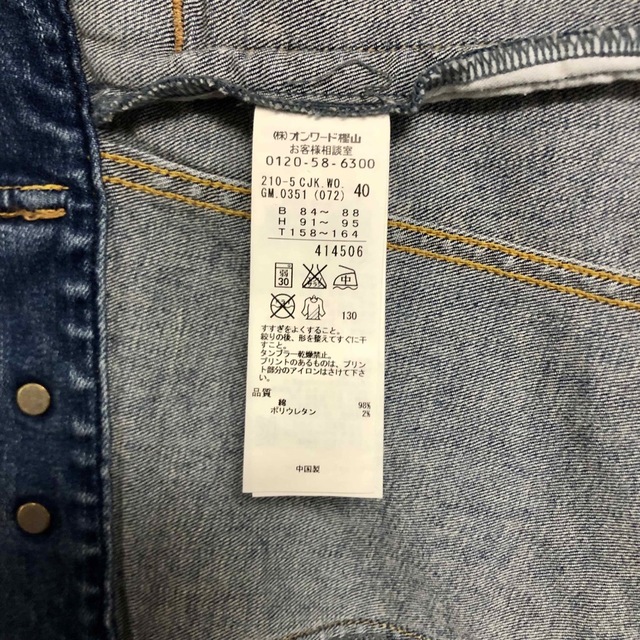 (株)オンワード樫山
お客様相談室
0120-58-6300
210-5 CJK.WO. 40
GM.0351 (072)
B 84〜 88
H 91〜 95
T158〜164
414506
弱
30
中
130
すすぎをよくすること。
絞りの後、形を整えてすぐに干
すこと。
タンブラー乾燥禁止。
プリントのあるものは、プリン
ト部分のアイロンはさけて下さ
い。
品質
綿 98%
ポリウレタン 2%
中国製